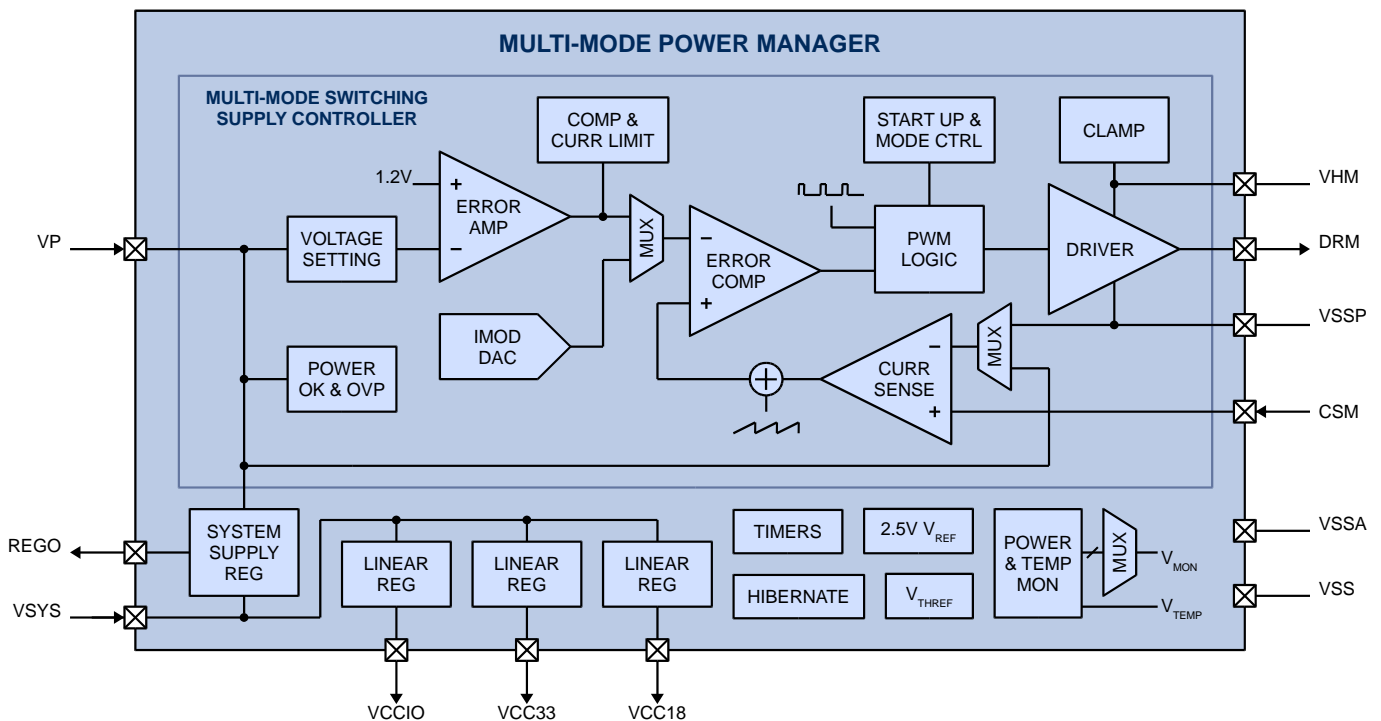 MULTI-MODE POWER MANAGER
MULTI-MODE SWITCHING
SUPPLY CONTROLLER
COMP &
CURR LIMIT
START UP &
MODE CTRL
CLAMP
1.2V
+
ERROR
AMP
−
VP
VOLTAGE
SETTING
MUX
−
ERROR
COMP
+
PWM
LOGIC
DRIVER
VHM
DRM
VSSP
IMOD
DAC
POWER
OK & OVP
+
−
CURR
SENSE
+
MUX
CSM
REGO
SYSTEM
SUPPLY
REG
VSYS
LINEAR
REG
LINEAR
REG
LINEAR
REG
TIMERS
2.5V VREF
HIBERNATE
VTHREF
POWER
& TEMP
MON
MUX
VMON
VTEMP
VSSA
VSS
VCCIO
VCC33
VCC18